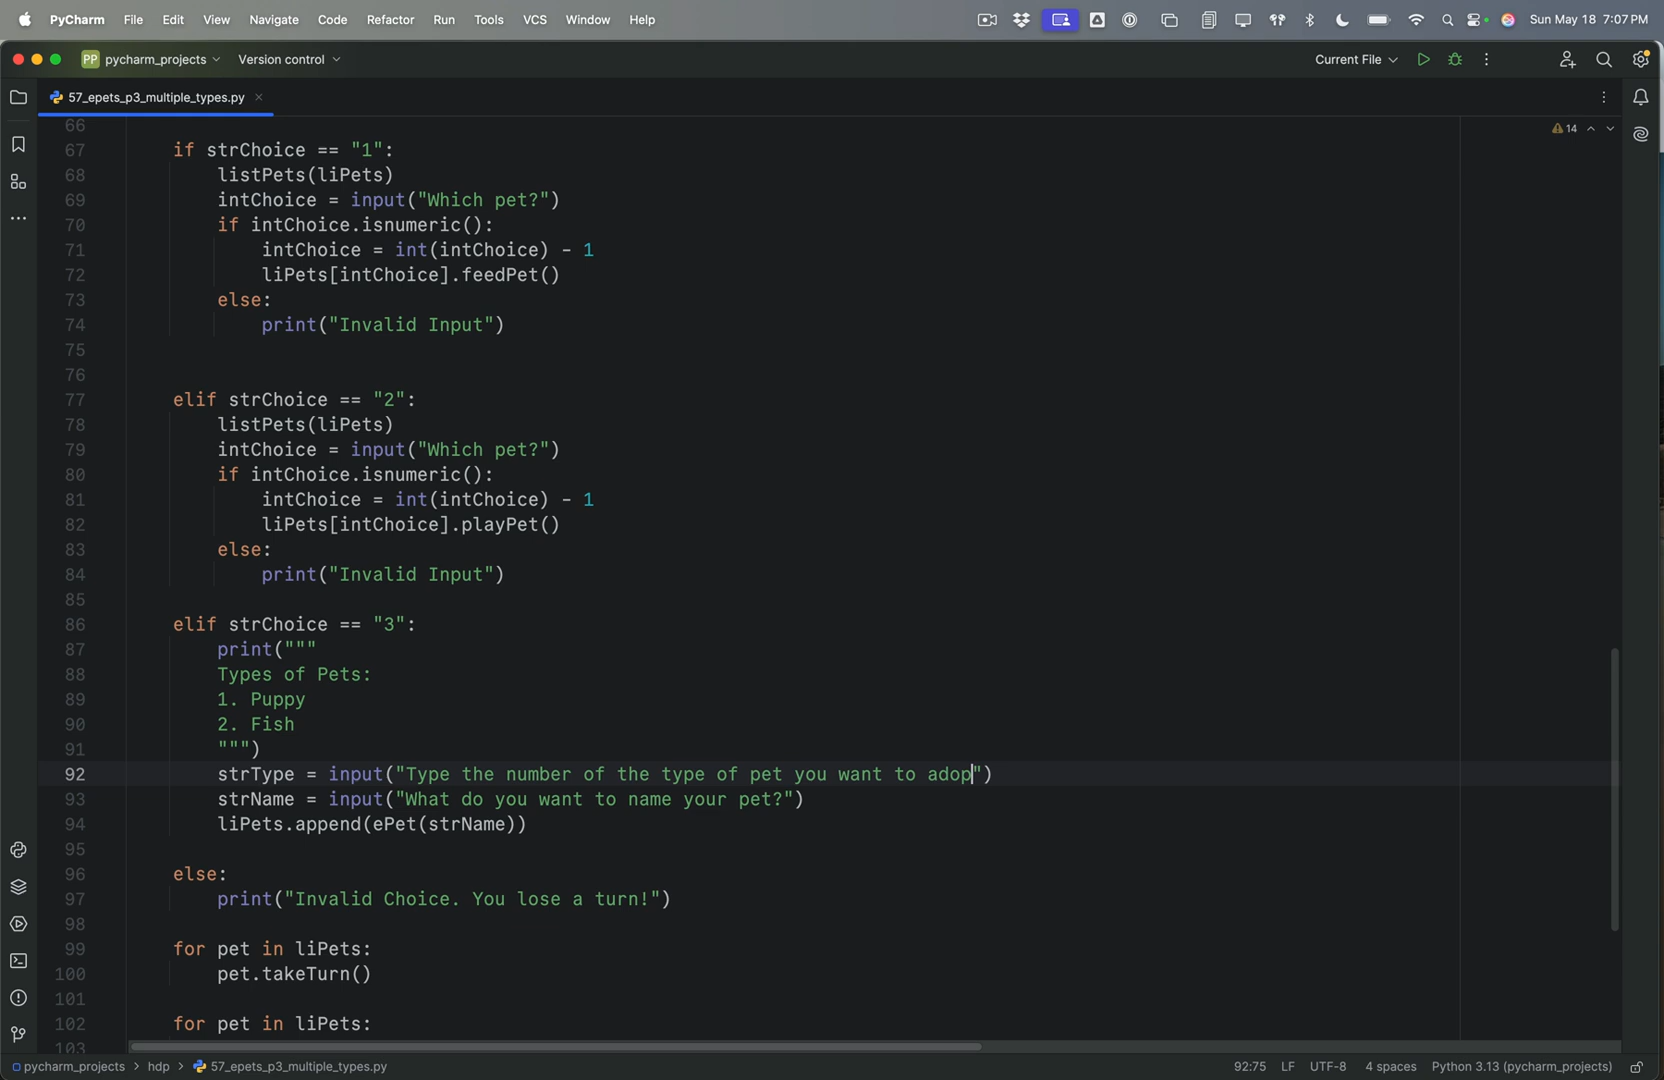 PyCharm File Edit View Navigate Code Refactor Run Tools VCS Window Help Sun May 18 7:07 PM
PP pycharm_projects Version control Current File
57_epets_p3_multiple_types.py
66
14
67 if strChoice == "1":
68 listPets(liPets)
69 intChoice = input("Which pet?")
70 if intChoice.isnumeric():
71 intChoice = int(intChoice) - 1
72 liPets[intChoice].feedPet()
73 else:
74 print("Invalid Input")
75
76
77 elif strChoice == "2":
78 listPets(liPets)
79 intChoice = input("Which pet?")
80 if intChoice.isnumeric():
81 intChoice = int(intChoice) - 1
82 liPets[intChoice].playPet()
83 else:
84 print("Invalid Input")
85
86 elif strChoice == "3":
87 print("""
88 Types of Pets:
89 1. Puppy
90 2. Fish
91 """)
92 strType = input("Type the number of the type of pet you want to adop")
93 strName = input("What do you want to name your pet?")
94 liPets.append(ePet(strName))
95
96 else:
97 print("Invalid Choice. You lose a turn!")
98
99 for pet in liPets:
100 pet.takeTurn()
101
102 for pet in liPets:
103
pycharm_projects > hdp > 57_epets_p3_multiple_types.py 92:75 LF UTF-8 4 spaces Python 3.13 (pycharm_projects)